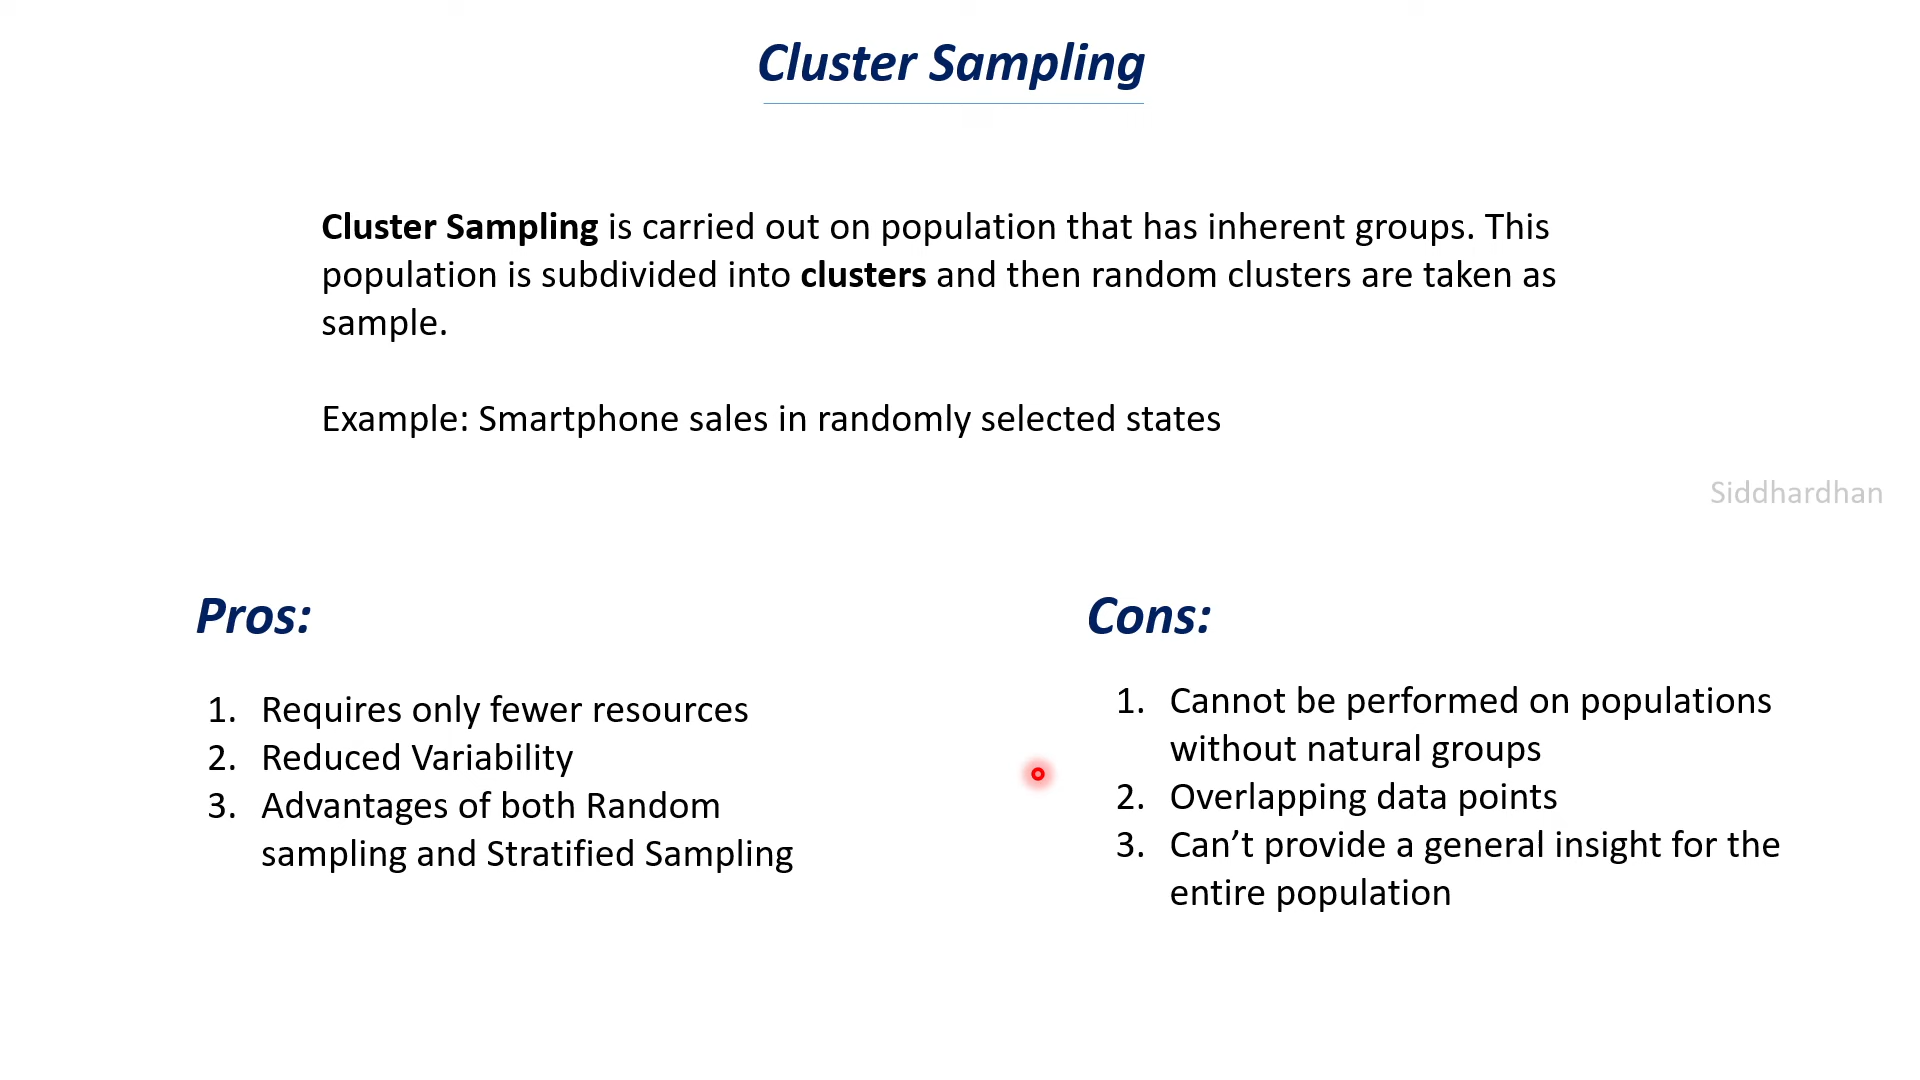 Cluster Sampling
Cluster Sampling is carried out on population that has inherent groups. This
population is subdivided into clusters and then random clusters are taken as
sample.
Example: Smartphone sales in randomly selected states
Siddhardhan
Pros:
1. Requires only fewer resources
2. Reduced Variability
3. Advantages of both Random
sampling and Stratified Sampling
Cons:
1. Cannot be performed on populations
without natural groups
2. Overlapping data points
3. Can’t provide a general insight for the
entire population